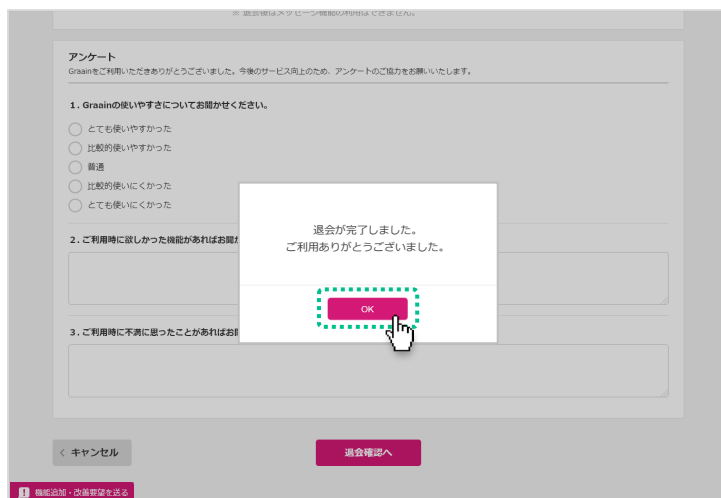 ※ 退会後はメッセージ機能の利用はできません。
アンケート
Graainをご利用いただきありがとうございました。今後のサービス向上のため、アンケートのご協力をお願いいたします。
1. Graainの使いやすさについてお聞かせください。
とても使いやすかった
比較的使いやすかった
普通
比較的使いにくかった
とても使いにくかった
2. ご利用時に欲しかった機能があればお聞か
3. ご利用時に不満に思ったことがあればお
退会が完了しました。
ご利用ありがとうございました。
OK
< キャンセル
退会確認へ
! 機能追加・改善要望を送る